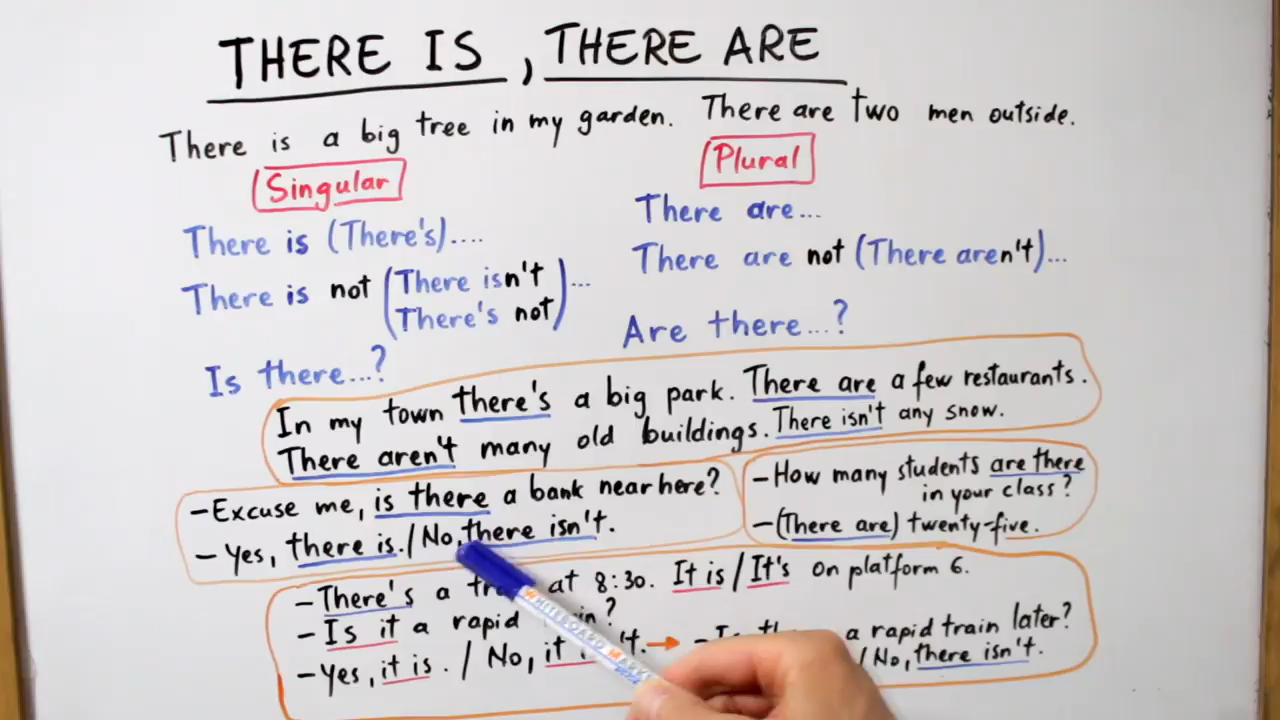 THERE IS, THERE ARE
There is a big tree in my garden. There are two men outside.
Singular
There is (There's)....
There is not (There isn't
There's not)...
Is there...?
Plural
There are...
There are not (There aren't)...
Are there...?
In my town there's a big park. There are a few restaurants.
There aren't many old buildings. There isn't any snow.
- Excuse me, is there a bank near here?
- Yes, there is. / No, there isn't.
- How many students are there
in your class?
- (There are) twenty-five.
- There's a at 8:30. It is / It's on platform 6.
- Is it a rapid ?
- Yes, it is. / No, it →
- a rapid train later?
/ No, there isn't.
WHITEBOARD